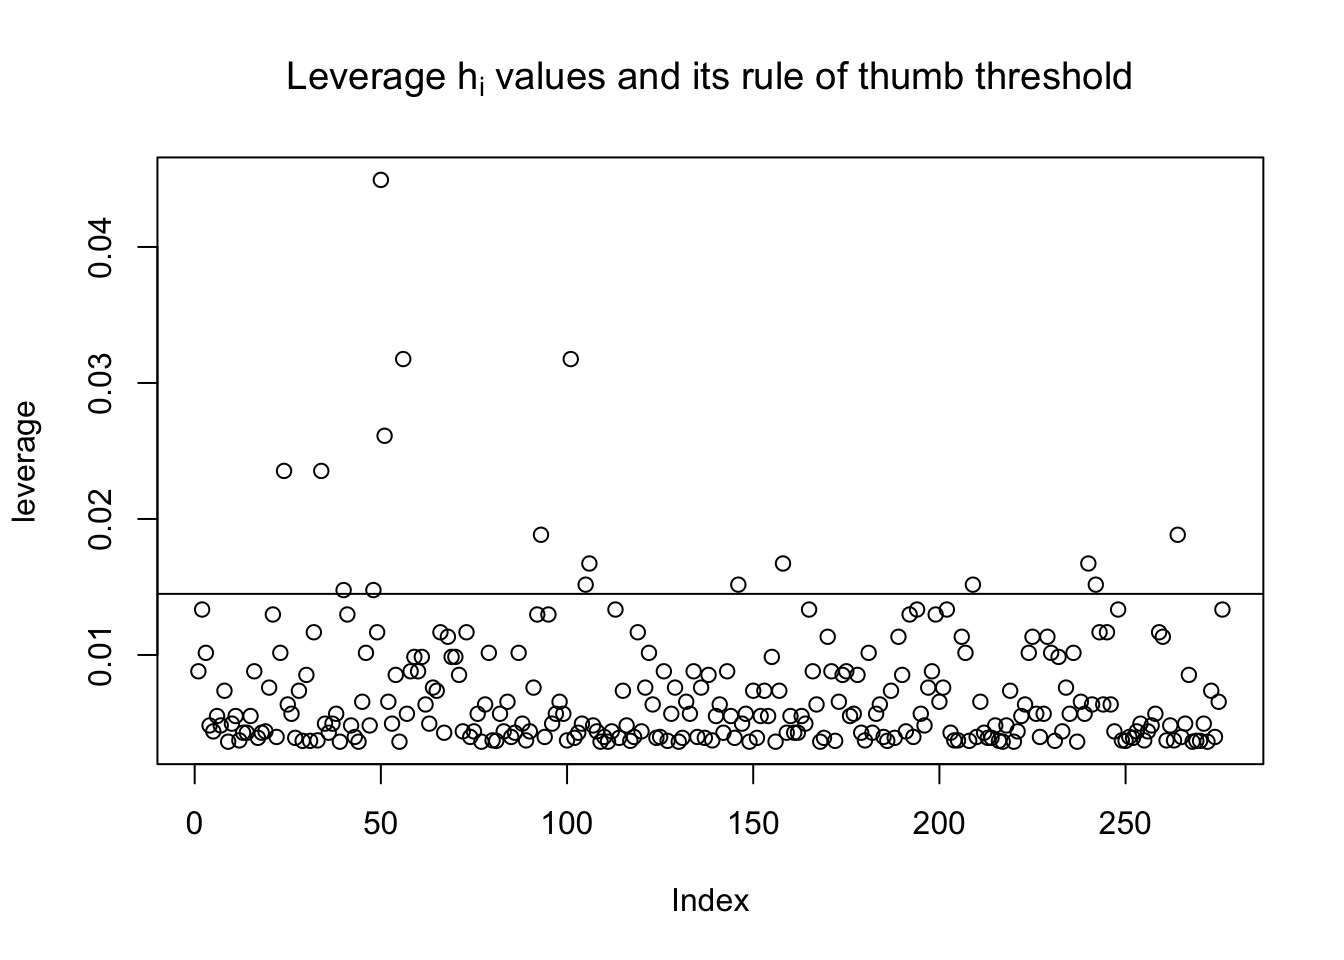 Leverage hᵢ values and its rule of thumb threshold
leverage
0.04
0.03
0.02
0.01
0 50 100 150 200 250
Index